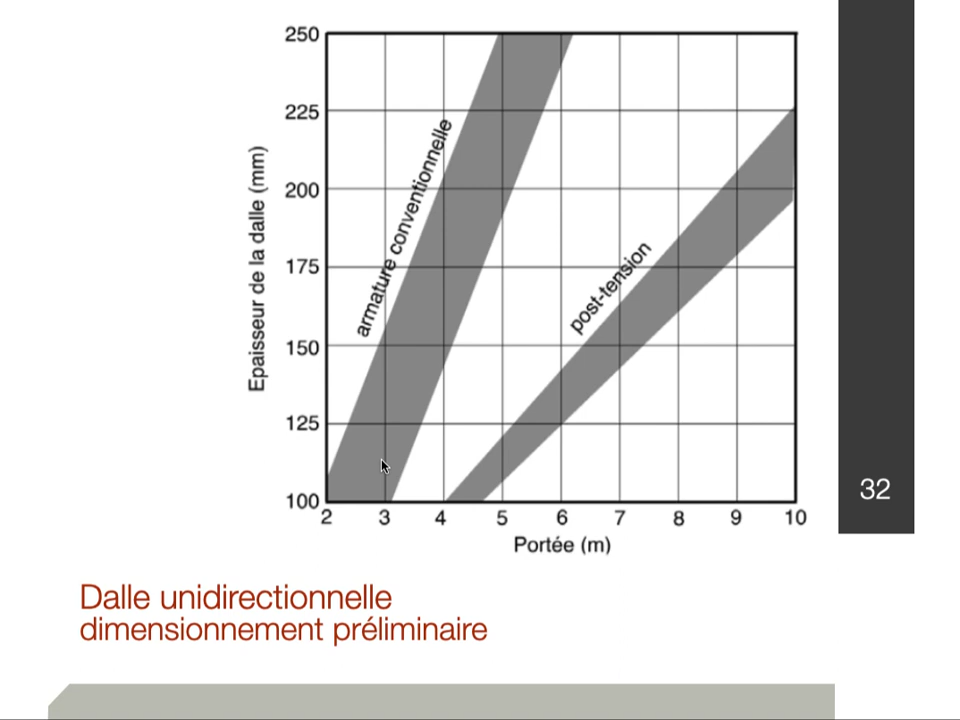 250
225
200
175
150
125
100
Epaisseur de la dalle (mm)
armature conventionnelle
post-tension
2 3 4 5 6 7 8 9 10
Portée (m)
32
Dalle unidirectionnelle
dimensionnement préliminaire